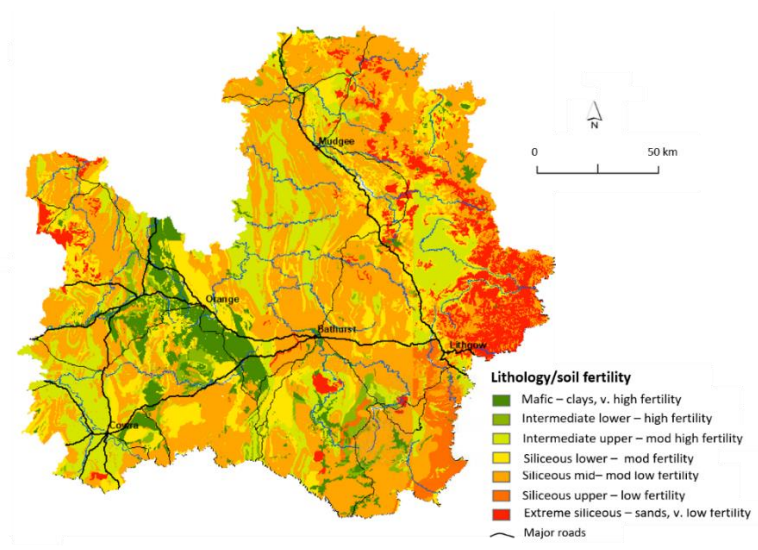 Mudgee
N
0
50 km
Orange
Bathurst
Lithgow
Cowra
Lithology/soil fertility
Mafic – clays, v. high fertility
Intermediate lower – high fertility
Intermediate upper – mod high fertility
Siliceous lower – mod fertility
Siliceous mid– mod low fertility
Siliceous upper – low fertility
Extreme siliceous – sands, v. low fertility
Major roads